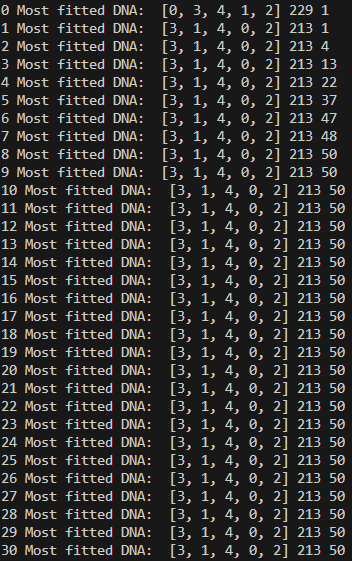 0 Most fitted DNA:  [0, 3, 4, 1, 2] 229 1
1 Most fitted DNA:  [3, 1, 4, 0, 2] 213 1
2 Most fitted DNA:  [3, 1, 4, 0, 2] 213 4
3 Most fitted DNA:  [3, 1, 4, 0, 2] 213 13
4 Most fitted DNA:  [3, 1, 4, 0, 2] 213 22
5 Most fitted DNA:  [3, 1, 4, 0, 2] 213 37
6 Most fitted DNA:  [3, 1, 4, 0, 2] 213 47
7 Most fitted DNA:  [3, 1, 4, 0, 2] 213 48
8 Most fitted DNA:  [3, 1, 4, 0, 2] 213 50
9 Most fitted DNA:  [3, 1, 4, 0, 2] 213 50
10 Most fitted DNA:  [3, 1, 4, 0, 2] 213 50
11 Most fitted DNA:  [3, 1, 4, 0, 2] 213 50
12 Most fitted DNA:  [3, 1, 4, 0, 2] 213 50
13 Most fitted DNA:  [3, 1, 4, 0, 2] 213 50
14 Most fitted DNA:  [3, 1, 4, 0, 2] 213 50
15 Most fitted DNA:  [3, 1, 4, 0, 2] 213 50
16 Most fitted DNA:  [3, 1, 4, 0, 2] 213 50
17 Most fitted DNA:  [3, 1, 4, 0, 2] 213 50
18 Most fitted DNA:  [3, 1, 4, 0, 2] 213 50
19 Most fitted DNA:  [3, 1, 4, 0, 2] 213 50
20 Most fitted DNA:  [3, 1, 4, 0, 2] 213 50
21 Most fitted DNA:  [3, 1, 4, 0, 2] 213 50
22 Most fitted DNA:  [3, 1, 4, 0, 2] 213 50
23 Most fitted DNA:  [3, 1, 4, 0, 2] 213 50
24 Most fitted DNA:  [3, 1, 4, 0, 2] 213 50
25 Most fitted DNA:  [3, 1, 4, 0, 2] 213 50
26 Most fitted DNA:  [3, 1, 4, 0, 2] 213 50
27 Most fitted DNA:  [3, 1, 4, 0, 2] 213 50
28 Most fitted DNA:  [3, 1, 4, 0, 2] 213 50
29 Most fitted DNA:  [3, 1, 4, 0, 2] 213 50
30 Most fitted DNA:  [3, 1, 4, 0, 2] 213 50